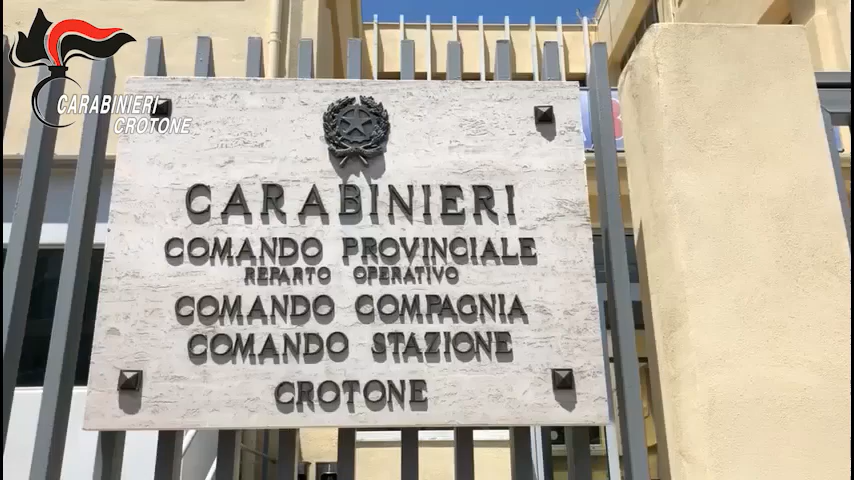 CARABINIERI
CROTONE
CARABINIERI
COMANDO PROVINCIALE
REPARTO OPERATIVO
COMANDO COMPAGNIA
COMANDO STAZIONE
CROTONE